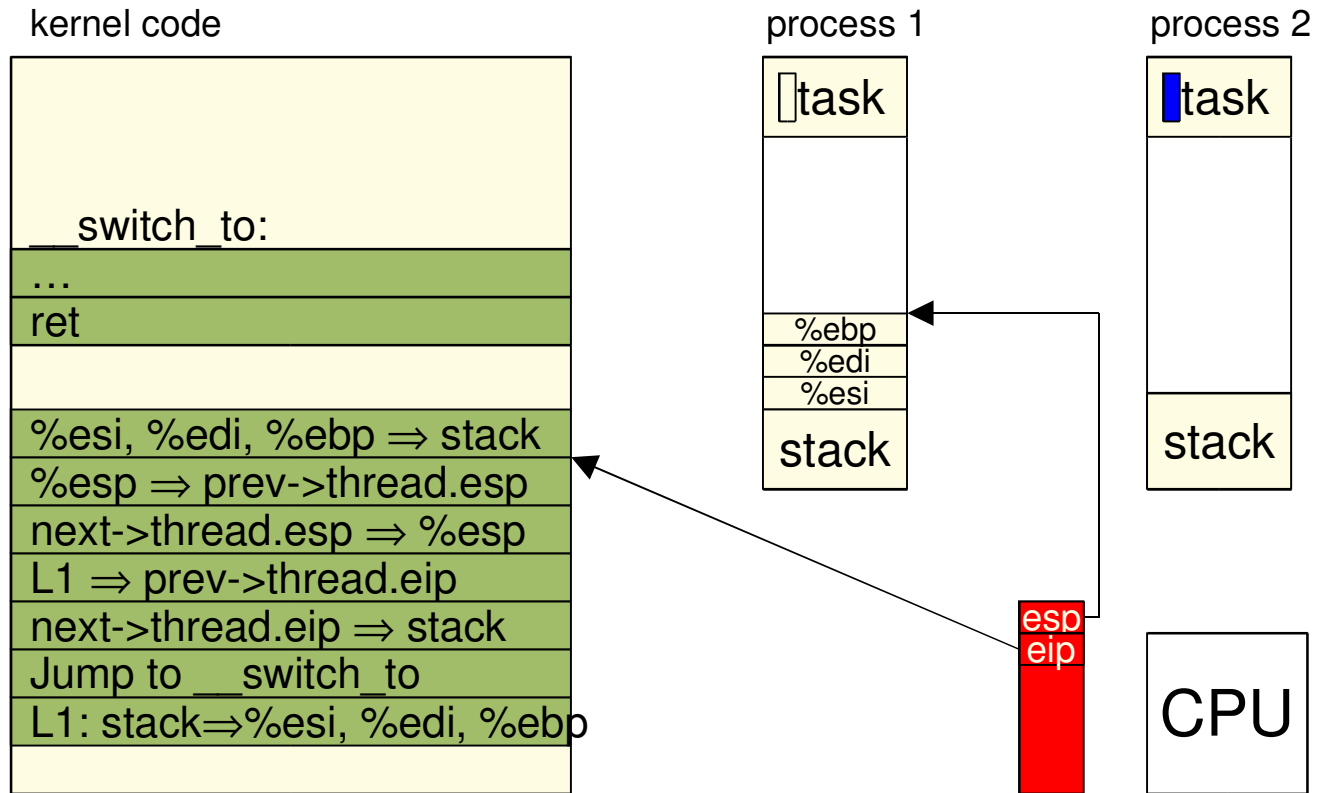 kernel code
process 1
process 2
task
task
__switch_to:
…
ret
%ebp
%edi
%esi
%esi, %edi, %ebp ⇒ stack
stack
stack
%esp ⇒ prev->thread.esp
next->thread.esp ⇒ %esp
L1 ⇒ prev->thread.eip
next->thread.eip ⇒ stack
esp
eip
Jump to __switch_to
L1: stack⇒%esi, %edi, %ebp
CPU